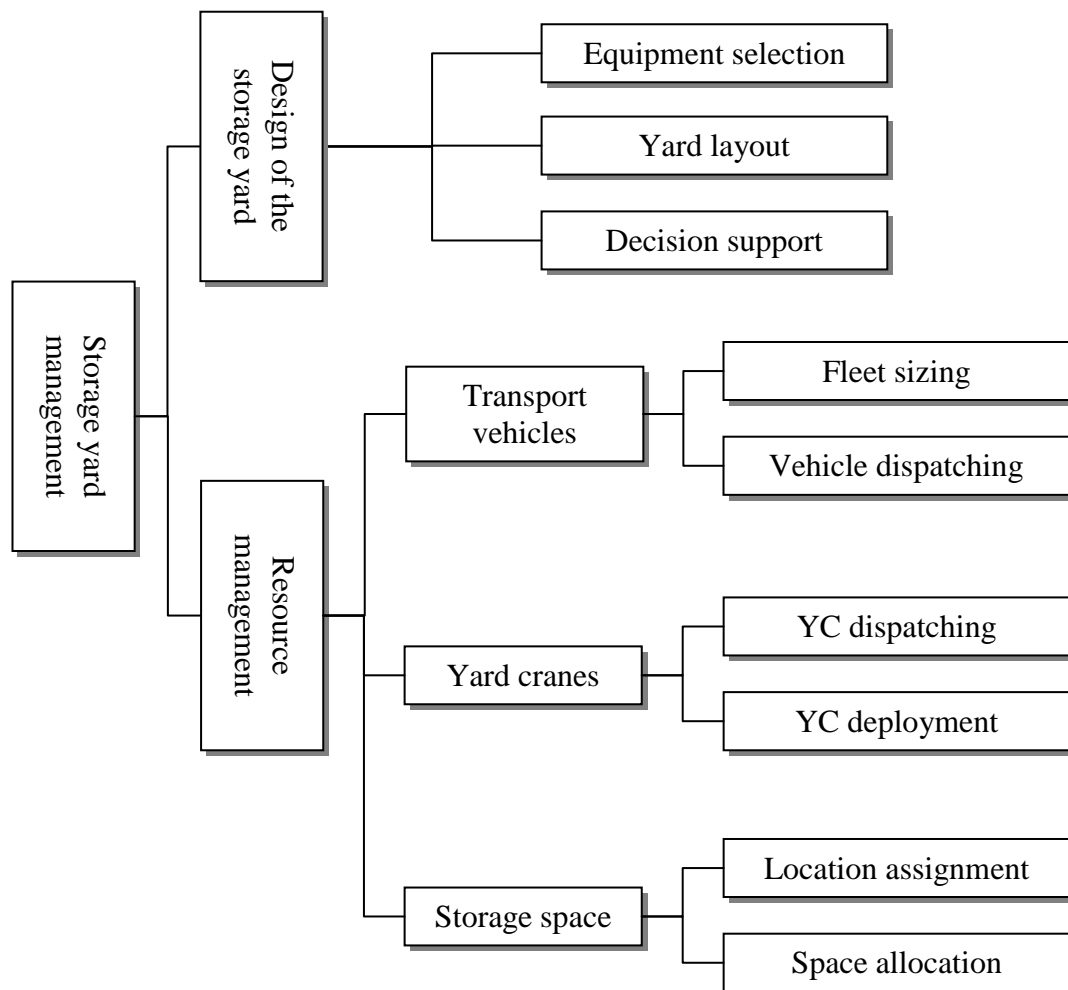 Storage yard
management
Design of the
storage yard
Equipment selection
Yard layout
Decision support
Resource
management
Transport
vehicles
Fleet sizing
Vehicle dispatching
Yard cranes
YC dispatching
YC deployment
Storage space
Location assignment
Space allocation